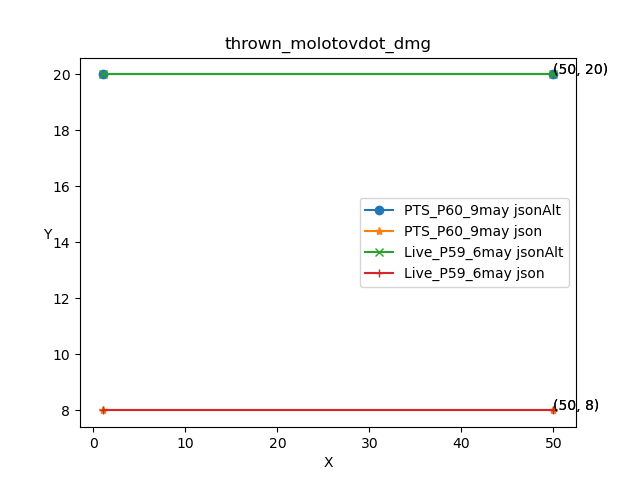 thrown_molotovdot_dmg
(50, 20)
20
18
16
14
12
10
8
Y
PTS_P60_9may jsonAlt
PTS_P60_9may json
Live_P59_6may jsonAlt
Live_P59_6may json
(50, 8)
0 10 20 30 40 50
X